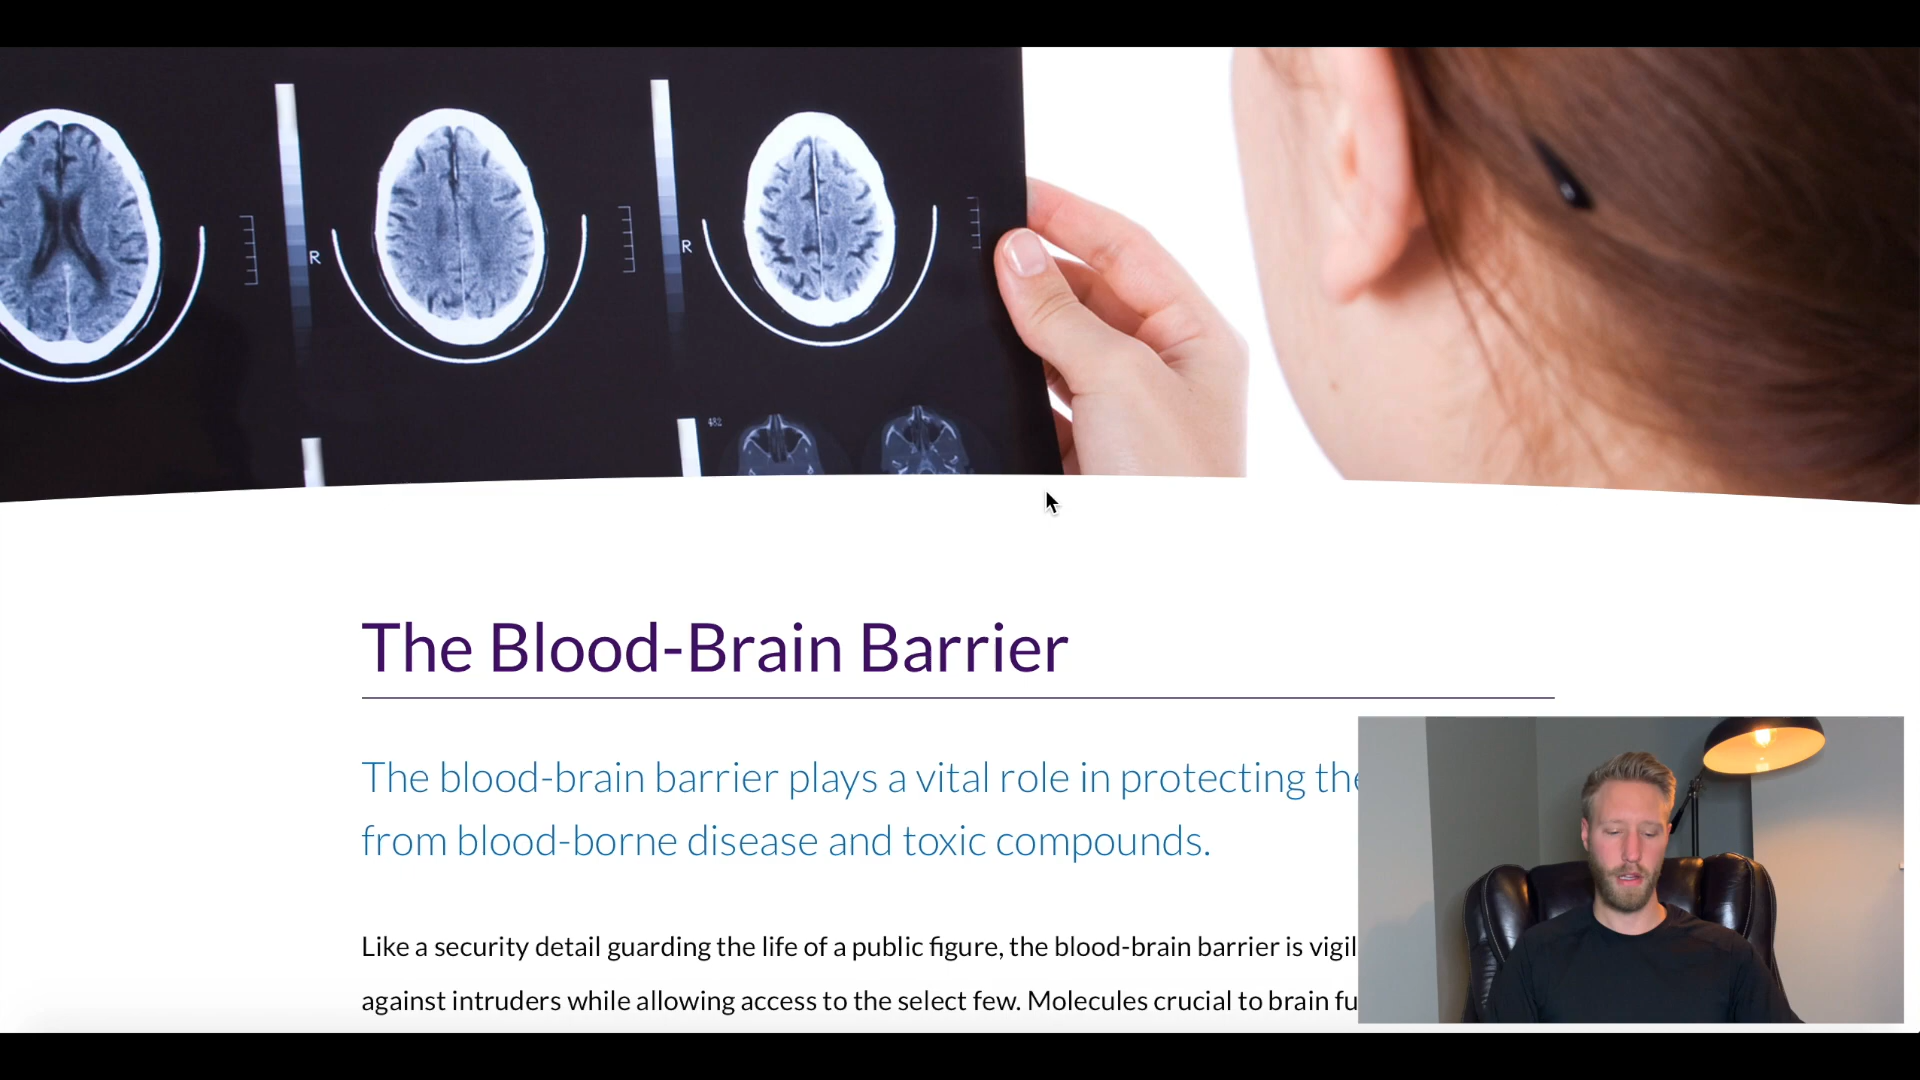 R
R
482
The Blood-Brain Barrier
The blood-brain barrier plays a vital role in protecting the
from blood-borne disease and toxic compounds.
Like a security detail guarding the life of a public figure, the blood-brain barrier is vigil
against intruders while allowing access to the select few. Molecules crucial to brain fu